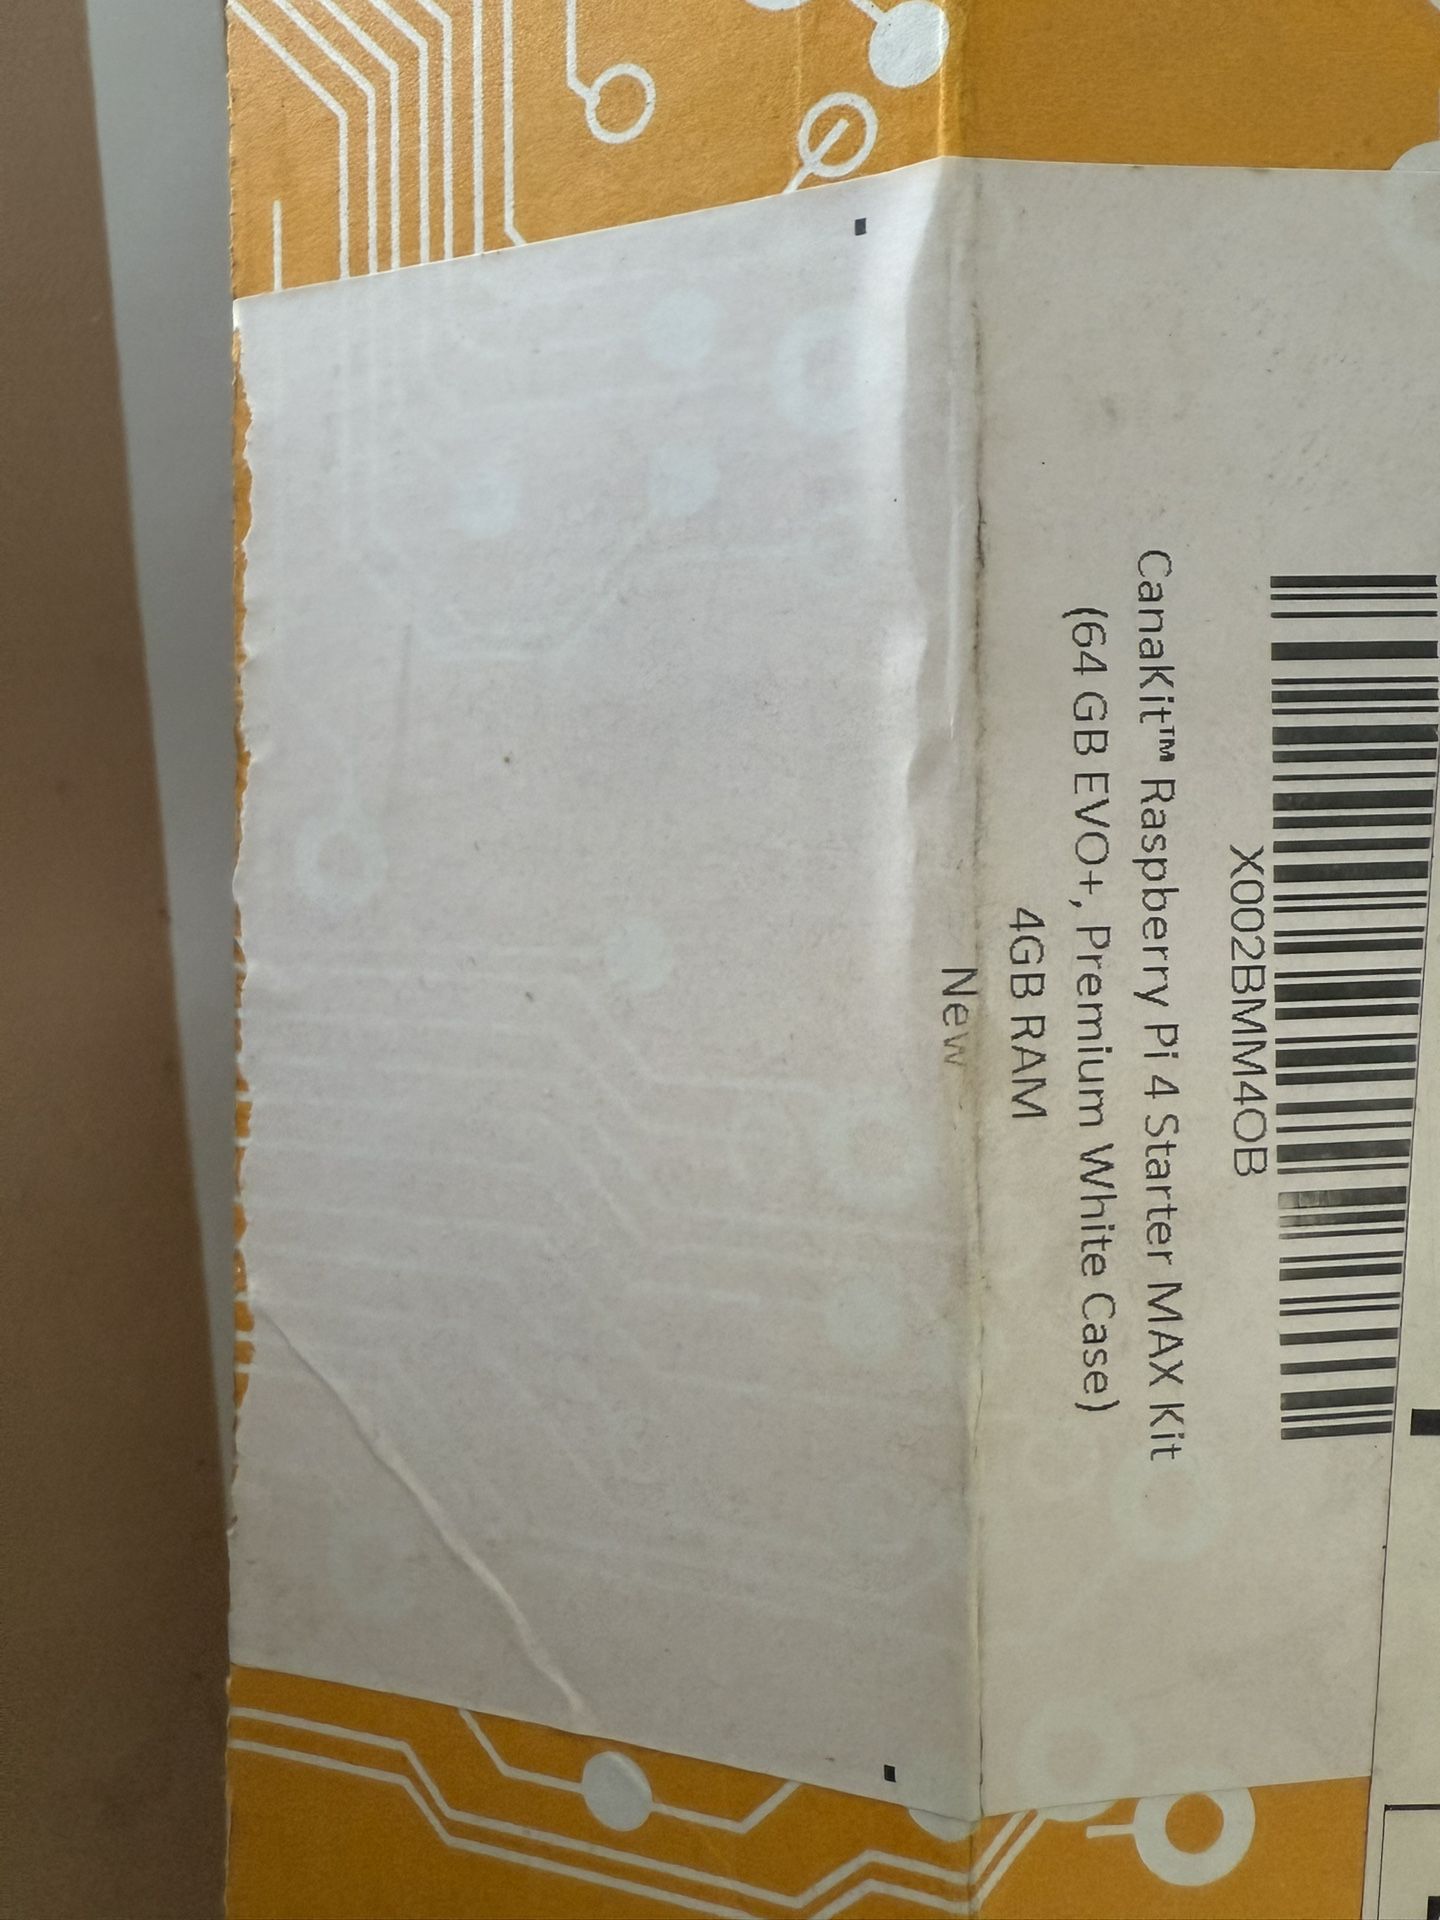 X002BMM4OB
CanaKit™ Raspberry Pi 4 Starter MAX Kit
(64 GB EVO+, Premium White Case)
4GB RAM
New